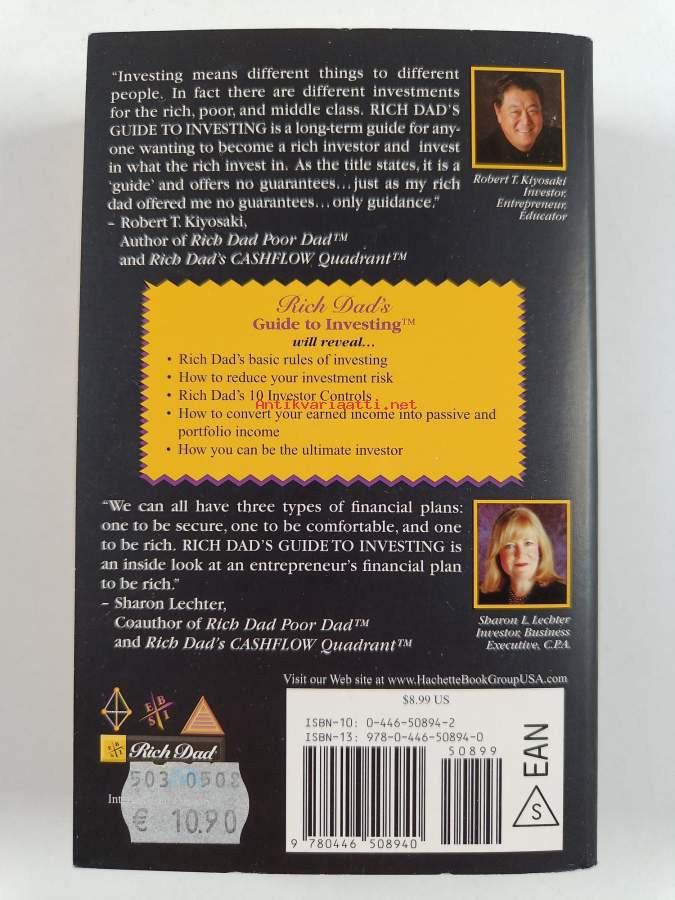 “Investing means different things to different
people. In fact there are different investments
for the rich, poor, and middle class. RICH DAD’S
GUIDE TO INVESTING is a long-term guide for any-
one wanting to become a rich investor and invest
in what the rich invest in. As the title states, it is a
‘guide’ and offers no guarantees...just as my rich
dad offered me no guarantees...only guidance.”
– Robert T. Kiyosaki,
Author of Rich Dad Poor Dad™
and Rich Dad’s CASHFLOW Quadrant™
Robert T. Kiyosaki
Investor,
Entrepreneur,
Educator
Rich Dad’s
Guide to Investing™
will reveal...
• Rich Dad’s basic rules of investing
• How to reduce your investment risk
• Rich Dad’s 10 Investor Controls
Antikvariaatti.net
• How to convert your earned income into passive and
portfolio income
• How you can be the ultimate investor
“We can all have three types of financial plans:
one to be secure, one to be comfortable, and one
to be rich. RICH DAD’S GUIDE TO INVESTING is
an inside look at an entrepreneur’s financial plan
to be rich.”
– Sharon Lechter,
Coauthor of Rich Dad Poor Dad™
and Rich Dad’s CASHFLOW Quadrant™
Sharon L. Lechter
Investor, Business
Executive, C.P.A.
Visit our Web site at www.HachetteBookGroupUSA.com
$8.99 US
ISBN-10: 0-446-50894-2
ISBN-13: 978-0-446-50894-0
50899
EAN
S
9 780446 508940
E B
S I
Rich Dad
503 0502
€ 10.90